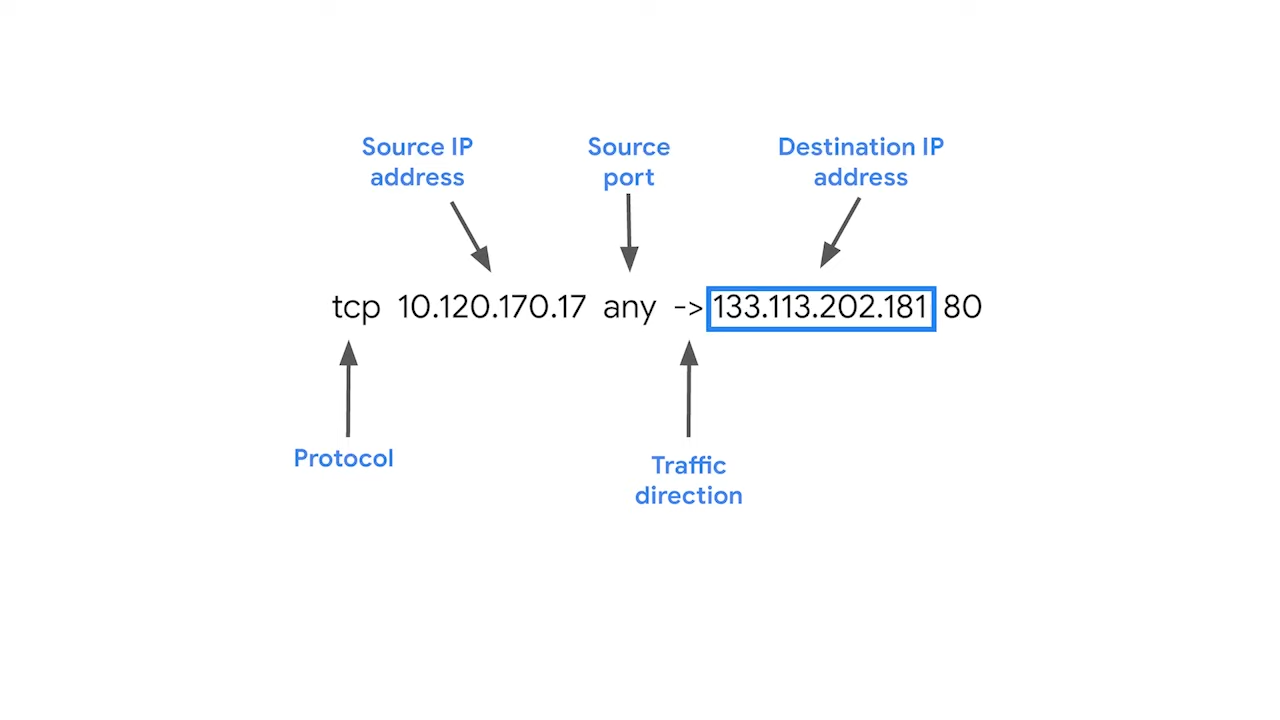 Source IP
address
Source
port
Destination IP
address
tcp 10.120.170.17 any -> 133.113.202.181 80
Protocol
Traffic
direction